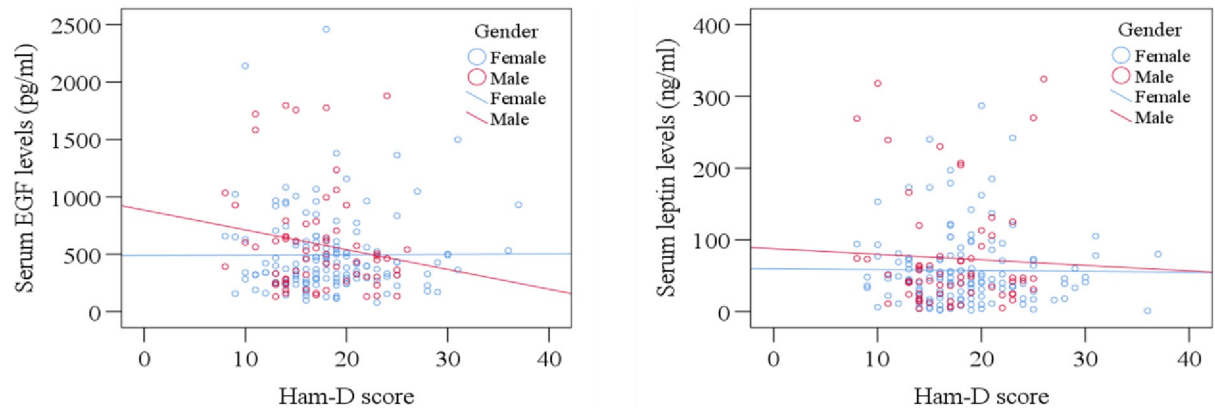 Serum EGF levels (pg/ml)
2500
2000
1500
1000
500
0
Gender
Female
Male
Female
Male
0
10
20
30
40
Ham-D score
Serum leptin levels (ng/ml)
400
300
200
100
0
Gender
Female
Male
Female
Male
0
10
20
30
40
Ham-D score